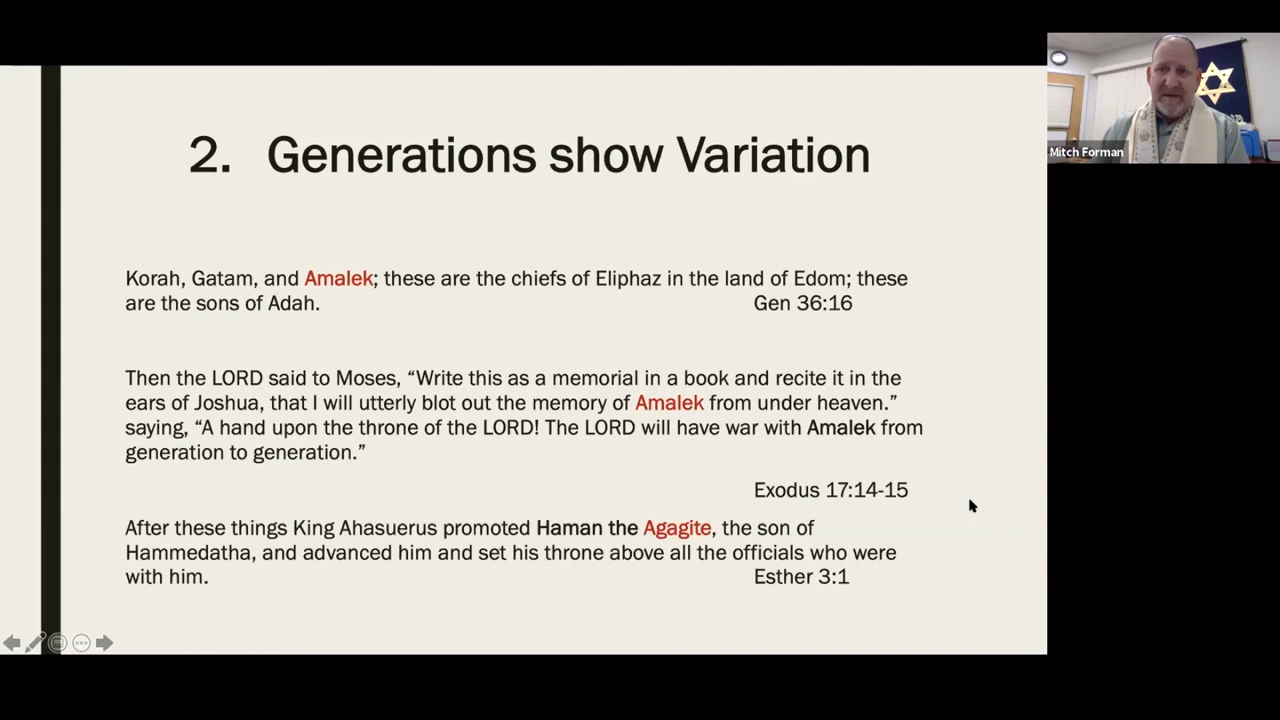 2. Generations show Variation
Korah, Gatam, and Amalek; these are the chiefs of Eliphaz in the land of Edom; these
are the sons of Adah. Gen 36:16
Then the LORD said to Moses, “Write this as a memorial in a book and recite it in the
ears of Joshua, that I will utterly blot out the memory of Amalek from under heaven.”
saying, “A hand upon the throne of the LORD! The LORD will have war with Amalek from
generation to generation.”
Exodus 17:14-15
After these things King Ahasuerus promoted Haman the Agagite, the son of
Hammedatha, and advanced him and set his throne above all the officials who were
with him. Esther 3:1
Mitch Forman